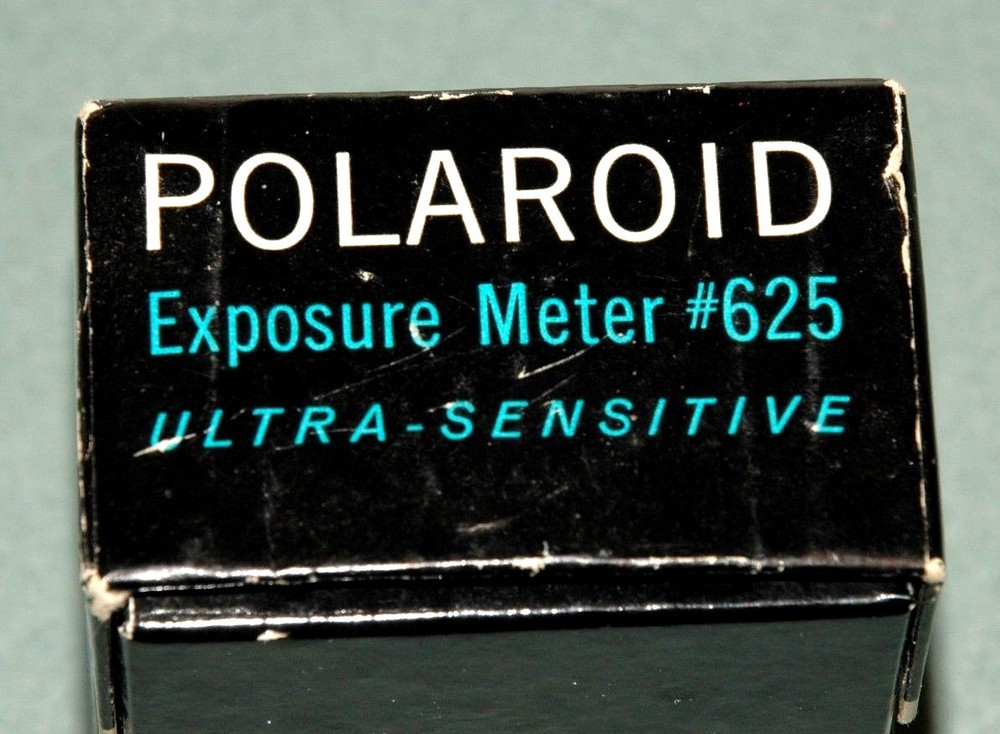 POLAROID
Exposure Meter #625
ULTRA-SENSITIVE